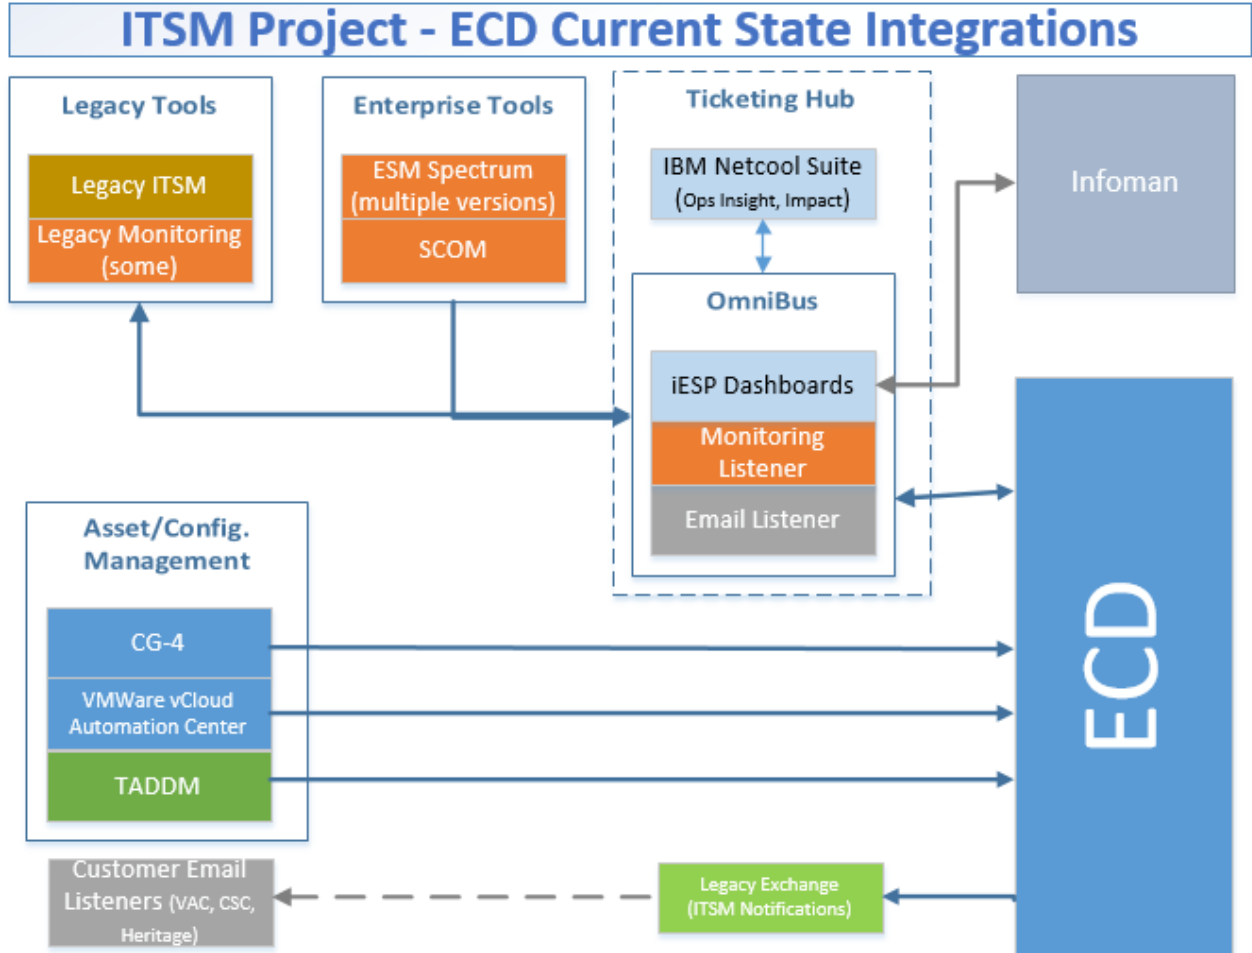 ITSM Project - ECD Current State Integrations
Legacy Tools
Legacy ITSM
Legacy Monitoring
(some)
Enterprise Tools
ESM Spectrum
(multiple versions)
SCOM
Ticketing Hub
IBM Netcool Suite
(Ops Insight, Impact)
OmniBus
iESP Dashboards
Monitoring
Listener
Email Listener
Infoman
Asset/Config.
Management
CG-4
VMWare vCloud
Automation Center
TADDM
ECD
Customer Email
Listeners (VAC, CSC,
Heritage)
Legacy Exchange
(ITSM Notifications)